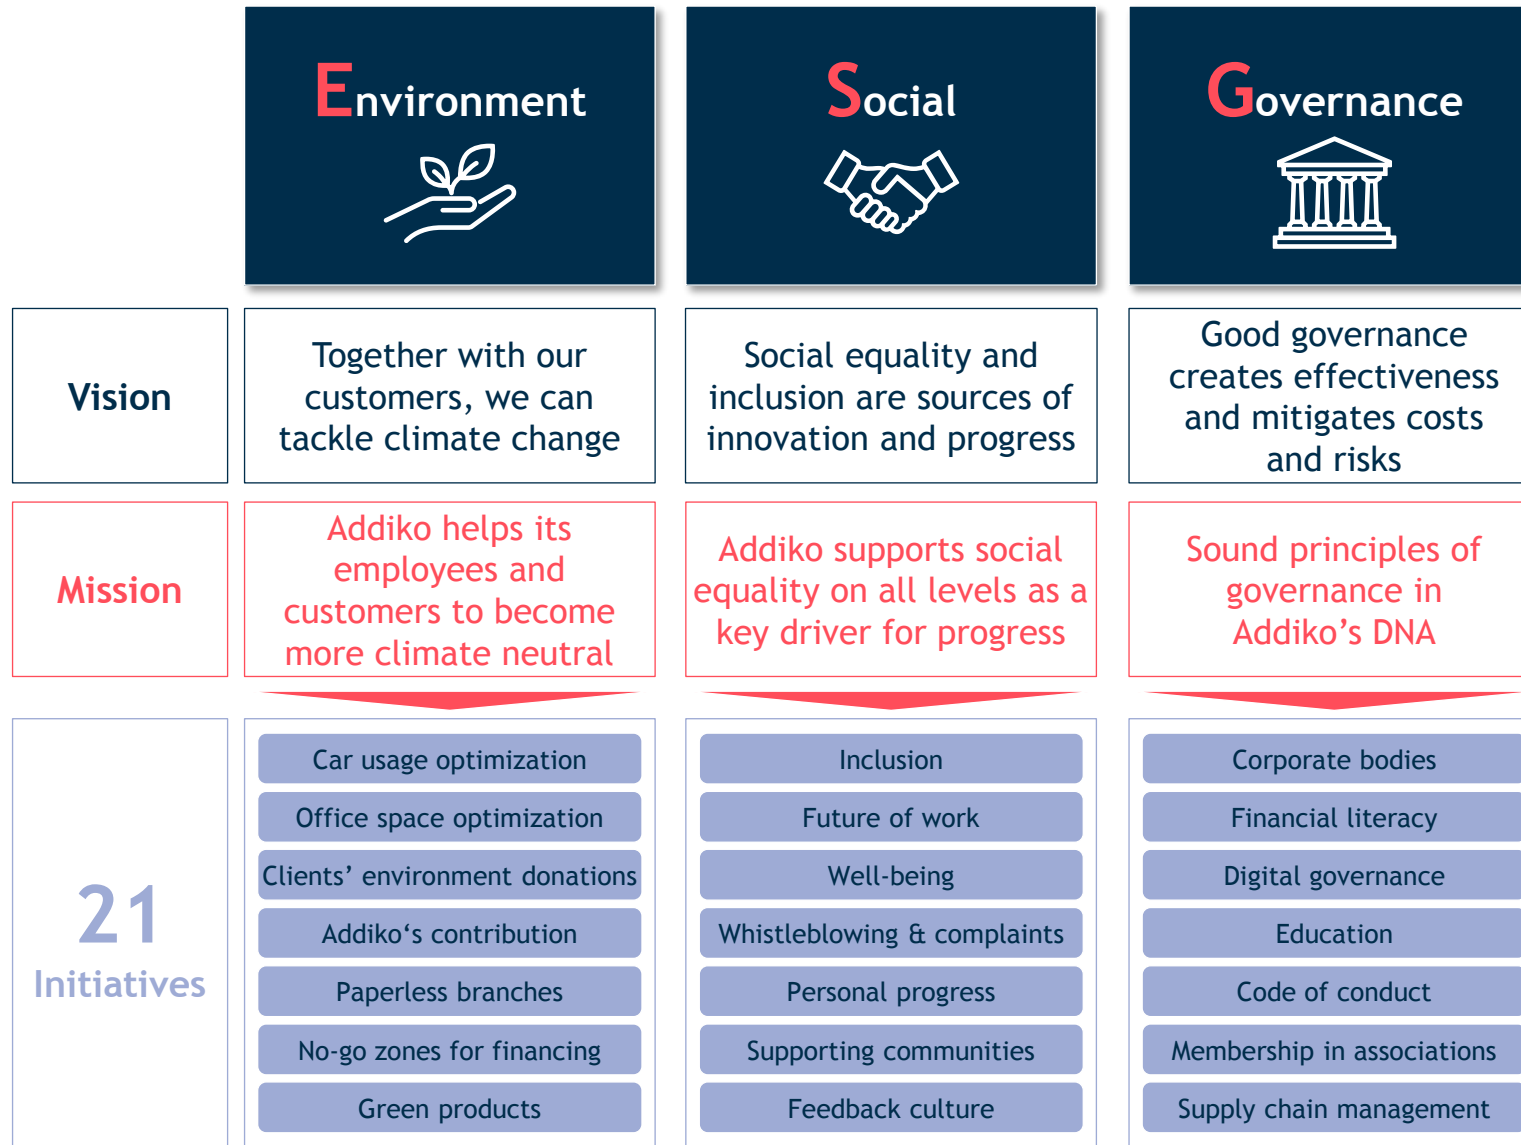 Environment
Social
Governance
Vision
Together with our
customers, we can
tackle climate change
Social equality and
inclusion are sources of
innovation and progress
Good governance
creates effectiveness
and mitigates costs
and risks
Mission
Addiko helps its
employees and
customers to become
more climate neutral
Addiko supports social
equality on all levels as a
key driver for progress
Sound principles of
governance in
Addiko’s DNA
21
Initiatives
Car usage optimization
Office space optimization
Clients’ environment donations
Addiko‘s contribution
Paperless branches
No-go zones for financing
Green products
Inclusion
Future of work
Well-being
Whistleblowing & complaints
Personal progress
Supporting communities
Feedback culture
Corporate bodies
Financial literacy
Digital governance
Education
Code of conduct
Membership in associations
Supply chain management